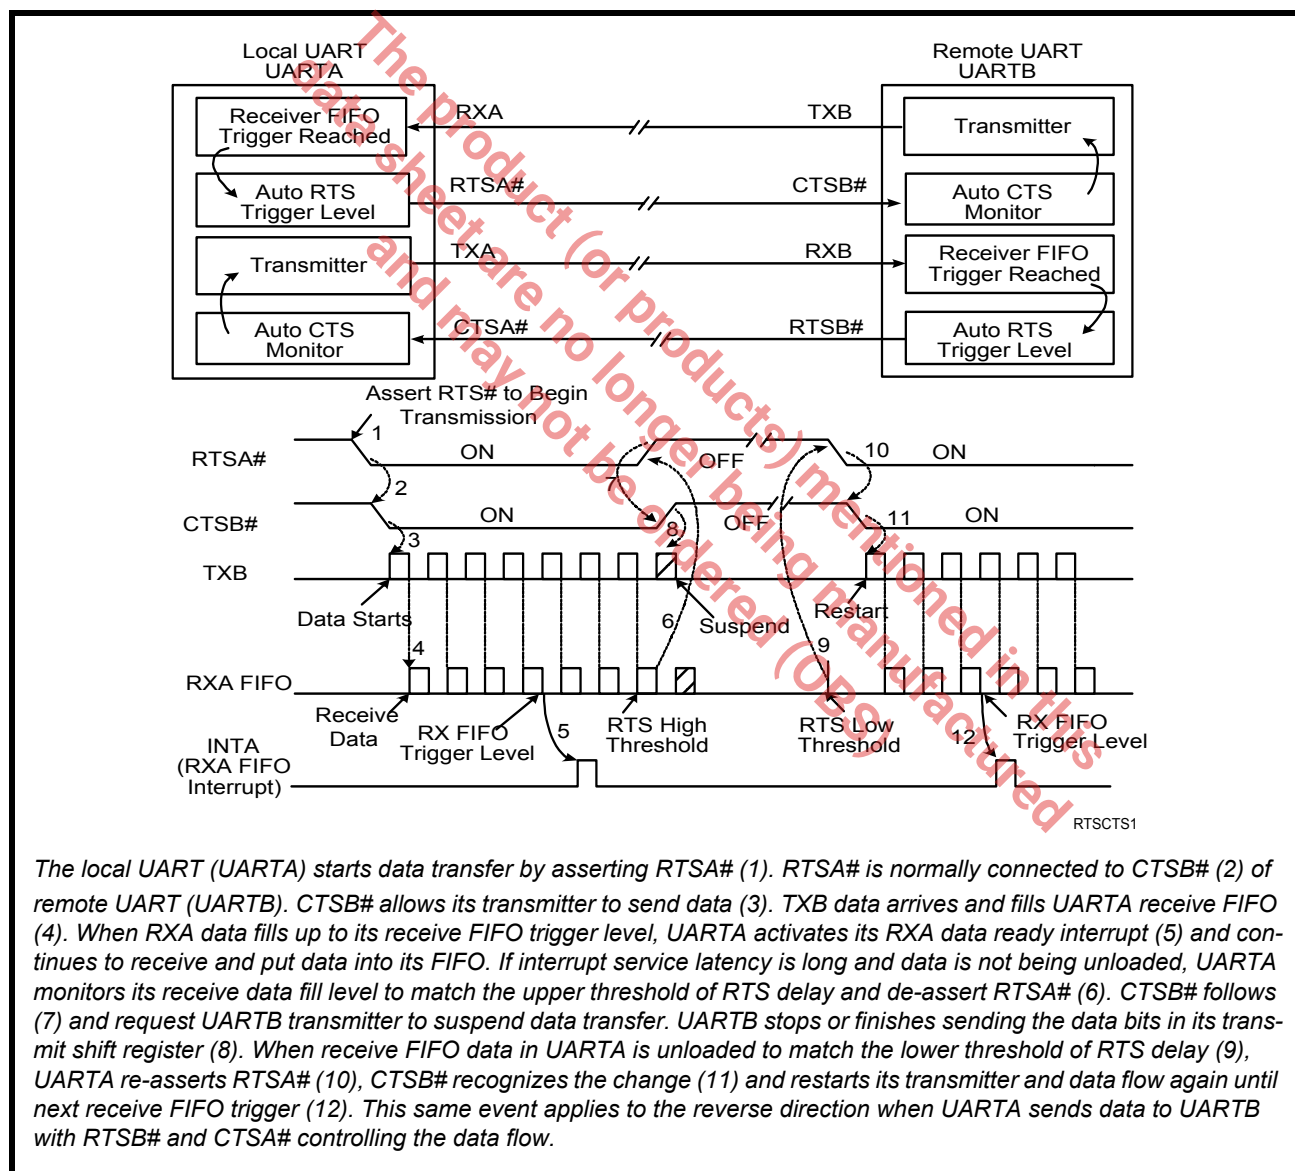 Local UART
UARTA
Remote UART
UARTB
Receiver FIFO
Trigger Reached
RXA
TXB
Transmitter
Auto RTS
Trigger Level
RTSA#
CTSB#
Auto CTS
Monitor
Transmitter
TXA
RXB
Receiver FIFO
Trigger Reached
Auto CTS
Monitor
CTSA#
RTSB#
Auto RTS
Trigger Level
Assert RTS# to Begin
Transmission
RTSA#
1
ON
7
OFF
10
ON
2
CTSB#
ON
8
OFF
11
ON
3
TXB
Data Starts
6
Suspend
Restart
4
9
RXA FIFO
Receive
Data
RX FIFO
Trigger Level
5
RTS High
Threshold
RTS Low
Threshold
12
RX FIFO
Trigger Level
INTA
(RXA FIFO
Interrupt)
RTSCTS1
The product (or products) mentioned in this
data sheet are no longer being manufactured
and may not be ordered (OBS)
The local UART (UARTA) starts data transfer by asserting RTSA# (1). RTSA# is normally connected to CTSB# (2) of
remote UART (UARTB). CTSB# allows its transmitter to send data (3). TXB data arrives and fills UARTA receive FIFO
(4). When RXA data fills up to its receive FIFO trigger level, UARTA activates its RXA data ready interrupt (5) and con-
tinues to receive and put data into its FIFO. If interrupt service latency is long and data is not being unloaded, UARTA
monitors its receive data fill level to match the upper threshold of RTS delay and de-assert RTSA# (6). CTSB# follows
(7) and request UARTB transmitter to suspend data transfer. UARTB stops or finishes sending the data bits in its trans-
mit shift register (8). When receive FIFO data in UARTA is unloaded to match the lower threshold of RTS delay (9),
UARTA re-asserts RTSA# (10), CTSB# recognizes the change (11) and restarts its transmitter and data flow again until
next receive FIFO trigger (12). This same event applies to the reverse direction when UARTA sends data to UARTB
with RTSB# and CTSA# controlling the data flow.